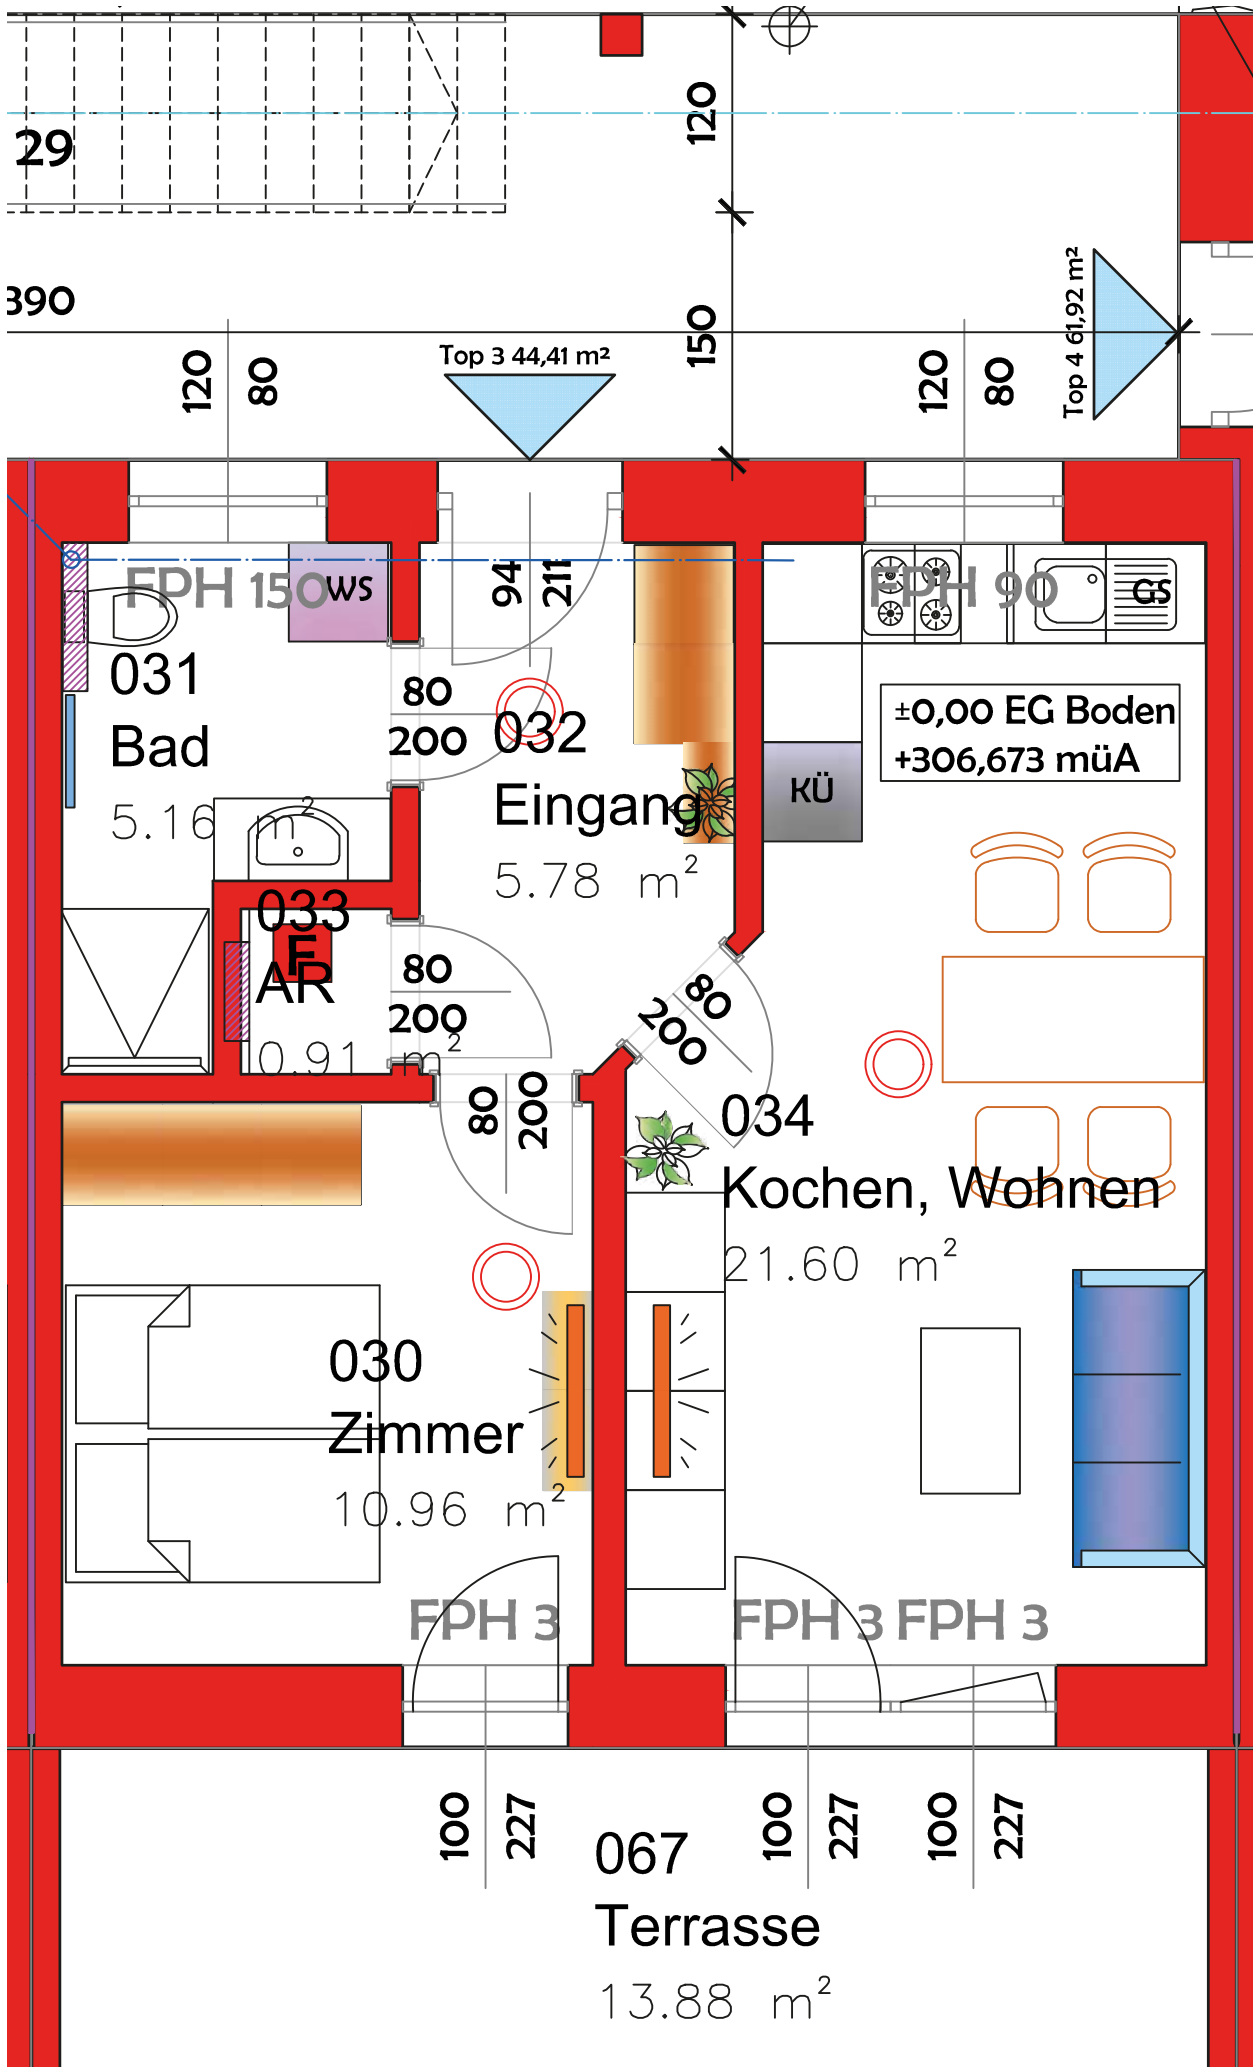 29
120
390
150
120
80
Top 3 44,41 m²
120
80
Top 4 61,92 m²
FPH 150
WS
94
211
FPH 90
GS
031
Bad
5.16 m²
80
200
032
Eingang
5.78 m²
±0,00 EG Boden
+306,673 müA
KÜ
033
F
AR
0.91 m²
80
200
80
200
80
200
034
Kochen, Wohnen
21.60 m²
030
Zimmer
10.96 m²
FPH 3
FPH 3
FPH 3
100
227
100
227
100
227
067
Terrasse
13.88 m²